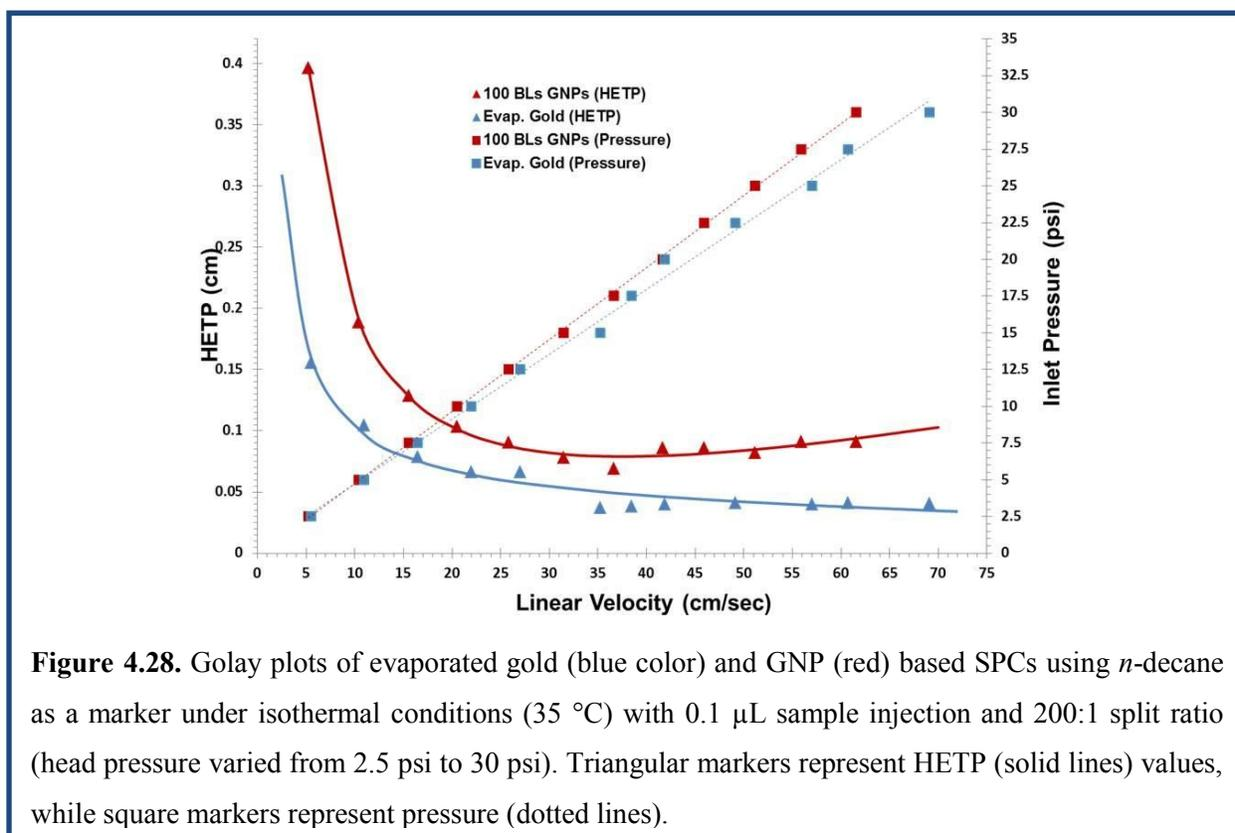 0.4
0.35
0.3
0.25
0.2
0.15
0.1
0.05
0
HETP (cm)
100 BLs GNPs (HETP)
Evap. Gold (HETP)
100 BLs GNPs (Pressure)
Evap. Gold (Pressure)
35
32.5
30
27.5
25
22.5
20
17.5
15
12.5
10
7.5
5
2.5
0
Inlet Pressure (psi)
0 5 10 15 20 25 30 35 40 45 50 55 60 65 70 75
Linear Velocity (cm/sec)
Figure 4.28. Golay plots of evaporated gold (blue color) and GNP (red) based SPCs using n-decane
as a marker under isothermal conditions (35 °C) with 0.1 µL sample injection and 200:1 split ratio
(head pressure varied from 2.5 psi to 30 psi). Triangular markers represent HETP (solid lines) values,
while square markers represent pressure (dotted lines).